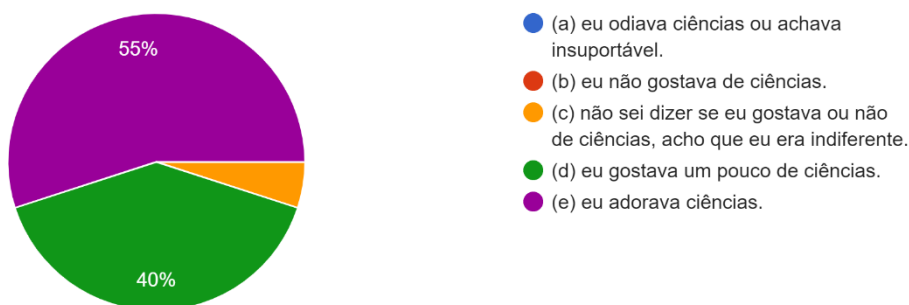 55%
40%
(a) eu odiava ciências ou achava
insuportável.
(b) eu não gostava de ciências.
(c) não sei dizer se eu gostava ou não
de ciências, acho que eu era indiferente.
(d) eu gostava um pouco de ciências.
(e) eu adorava ciências.